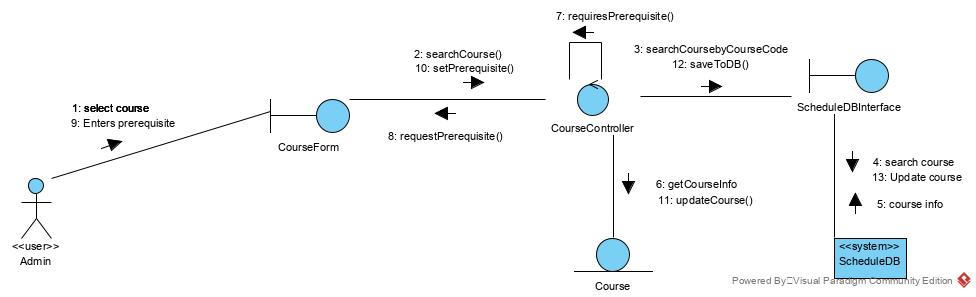 7: requiresPrerequisite()
2: searchCourse()
10: setPrerequisite()
3: searchCoursebyCourseCode
12: saveToDB()
1: select course
9: Enters prerequisite
ScheduleDBInterface
CourseController
8: requestPrerequisite()
CourseForm
4: search course
13: Update course
6: getCourseInfo
11: updateCourse()
5: course info
<<user>>
Admin
<<system>>
ScheduleDB
Course
Powered By Visual Paradigm Community Edition